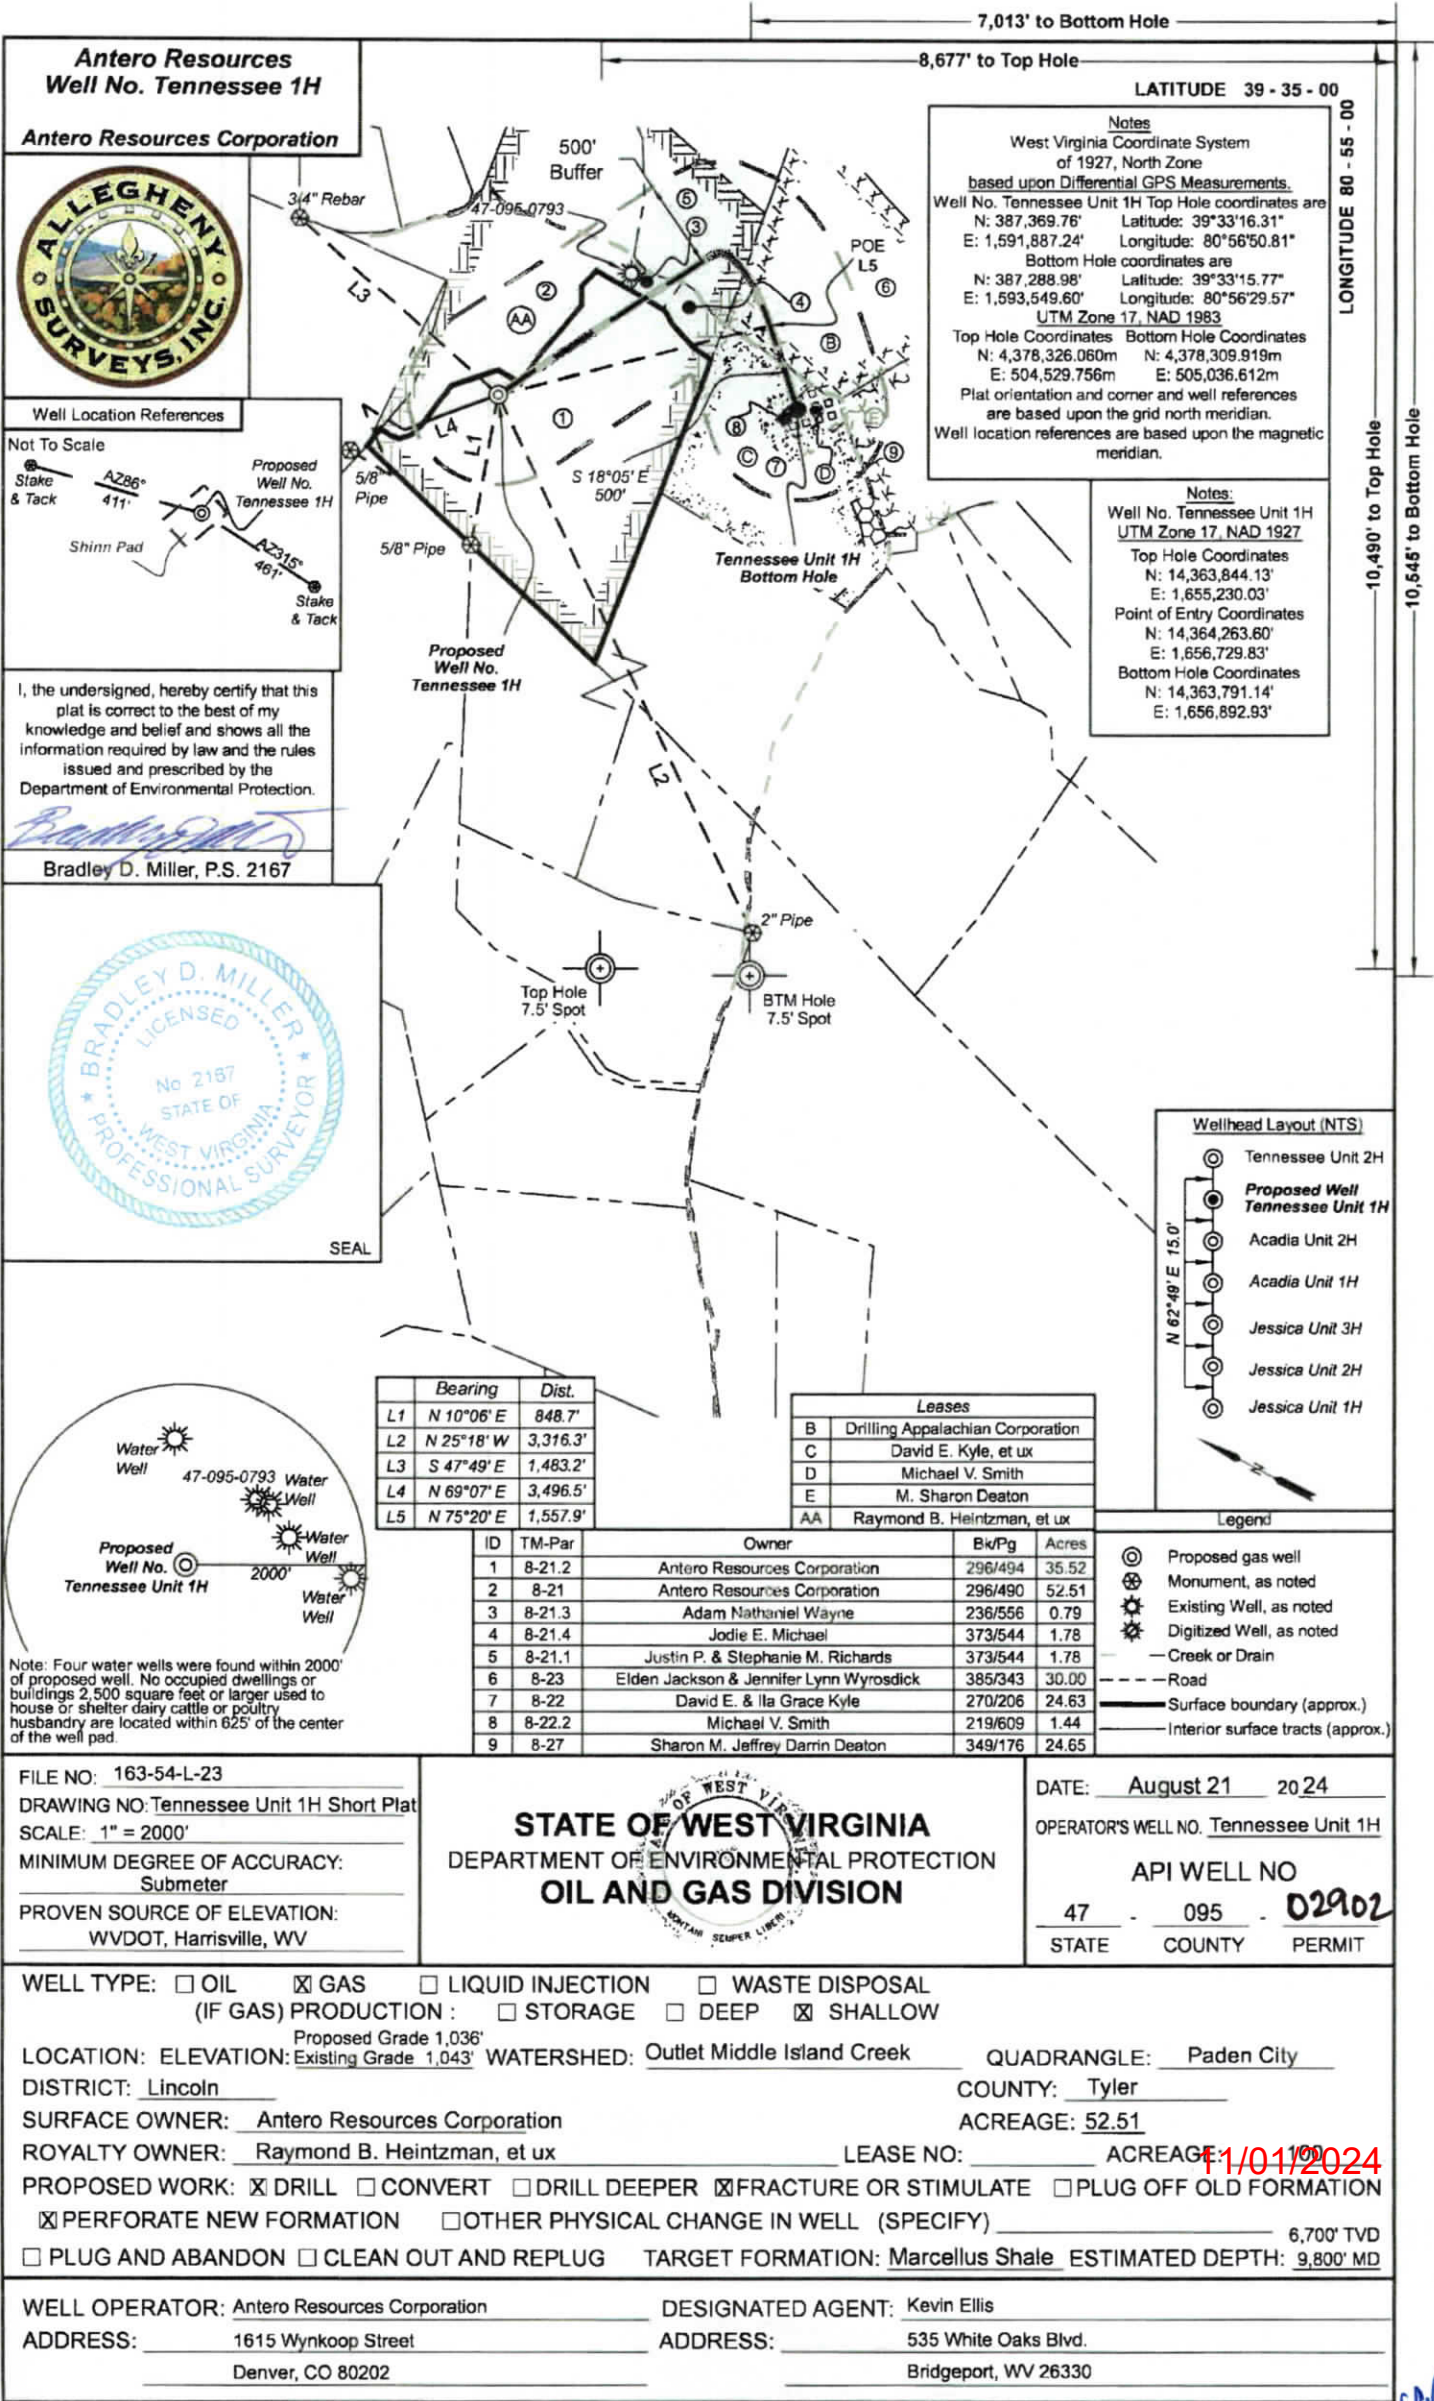 7,013' to Bottom Hole
8,677' to Top Hole
Antero Resources
Well No. Tennessee 1H
Antero Resources Corporation
LATITUDE 39 - 35 - 00
LONGITUDE 80 - 55 - 00
10,490' to Top Hole
10,545' to Bottom Hole
ALLEGHENY
SURVEYS, INC.
Notes
West Virginia Coordinate System
of 1927, North Zone
based upon Differential GPS Measurements.
Well No. Tennessee Unit 1H Top Hole coordinates are
N: 387,369.76' Latitude: 39°33'16.31"
E: 1,591,887.24' Longitude: 80°56'50.81"
Bottom Hole coordinates are
N: 387,288.98' Latitude: 39°33'15.77"
E: 1,593,549.60' Longitude: 80°56'29.57"
UTM Zone 17, NAD 1983
Top Hole Coordinates Bottom Hole Coordinates
N: 4,378,326.060m N: 4,378,309.919m
E: 504,529.756m E: 505,036.612m
Plat orientation and corner and well references
are based upon the grid north meridian.
Well location references are based upon the magnetic
meridian.
Notes:
Well No. Tennessee Unit 1H
UTM Zone 17, NAD 1927
Top Hole Coordinates
N: 14,363,844.13'
E: 1,655,230.03'
Point of Entry Coordinates
N: 14,364,263.60'
E: 1,656,729.83'
Bottom Hole Coordinates
N: 14,363,791.14'
E: 1,656,892.93'
500'
Buffer
3/4" Rebar
47-095-0793
POE
L5
L3
L4
L1
L2
AA
1
2
3
4
5
6
7
8
9
B
C
D
E
5/8"
Pipe
5/8" Pipe
S 18°05' E
500'
Tennessee Unit 1H
Bottom Hole
Proposed
Well No.
Tennessee 1H
2" Pipe
Top Hole
7.5' Spot
BTM Hole
7.5' Spot
Well Location References
Not To Scale
Stake
& Tack
AZ86°
411'
Proposed
Well No.
Tennessee 1H
Shinn Pad
AZ315°
461'
Stake
& Tack
I, the undersigned, hereby certify that this
plat is correct to the best of my
knowledge and belief and shows all the
information required by law and the rules
issued and prescribed by the
Department of Environmental Protection.
Bradley D. Miller, P.S. 2167
BRADLEY D. MILLER
LICENSED
No 2167
STATE OF
WEST VIRGINIA
PROFESSIONAL SURVEYOR
SEAL
Wellhead Layout (NTS)
Tennessee Unit 2H
Proposed Well
Tennessee Unit 1H
Acadia Unit 2H
Acadia Unit 1H
Jessica Unit 3H
Jessica Unit 2H
Jessica Unit 1H
N 62°49' E 15.0'
N
Bearing Dist.
L1 N 10°06' E 848.7'
L2 N 25°18' W 3,316.3'
L3 S 47°49' E 1,483.2'
L4 N 69°07' E 3,496.5'
L5 N 75°20' E 1,557.9'
Leases
B Drilling Appalachian Corporation
C David E. Kyle, et ux
D Michael V. Smith
E M. Sharon Deaton
AA Raymond B. Heintzman, et ux
Water
Well
47-095-0793
Water
Well
Water
Well
Water
Well
Proposed
Well No.
Tennessee Unit 1H
2000'
Note: Four water wells were found within 2000'
of proposed well. No occupied dwellings or
buildings 2,500 square feet or larger used to
house or shelter dairy cattle or poultry
husbandry are located within 625' of the center
of the well pad.
ID TM-Par Owner Bk/Pg Acres
1 8-21.2 Antero Resources Corporation 296/494 35.52
2 8-21 Antero Resources Corporation 296/490 52.51
3 8-21.3 Adam Nathaniel Wayne 236/556 0.79
4 8-21.4 Jodie E. Michael 373/544 1.78
5 8-21.1 Justin P. & Stephanie M. Richards 373/544 1.78
6 8-23 Elden Jackson & Jennifer Lynn Wyrosdick 385/343 30.00
7 8-22 David E. & Ila Grace Kyle 270/206 24.63
8 8-22.2 Michael V. Smith 219/609 1.44
9 8-27 Sharon M. Jeffrey Darrin Deaton 349/176 24.65
Legend
Proposed gas well
Monument, as noted
Existing Well, as noted
Digitized Well, as noted
Creek or Drain
Road
Surface boundary (approx.)
Interior surface tracts (approx.)
FILE NO: 163-54-L-23
DRAWING NO: Tennessee Unit 1H Short Plat
SCALE: 1" = 2000'
MINIMUM DEGREE OF ACCURACY:
Submeter
PROVEN SOURCE OF ELEVATION:
WVDOT, Harrisville, WV
STATE OF WEST VIRGINIA
DEPARTMENT OF ENVIRONMENTAL PROTECTION
OIL AND GAS DIVISION
MONTANI SEMPER LIBERI
DATE: August 21 2024
OPERATOR'S WELL NO. Tennessee Unit 1H
API WELL NO
47 - 095 - 02902
STATE COUNTY PERMIT
WELL TYPE: ☐ OIL ☒ GAS ☐ LIQUID INJECTION ☐ WASTE DISPOSAL
(IF GAS) PRODUCTION : ☐ STORAGE ☐ DEEP ☒ SHALLOW
Proposed Grade 1,036'
LOCATION: ELEVATION: Existing Grade 1,043' WATERSHED: Outlet Middle Island Creek QUADRANGLE: Paden City
DISTRICT: Lincoln COUNTY: Tyler
SURFACE OWNER: Antero Resources Corporation ACREAGE: 52.51
ROYALTY OWNER: Raymond B. Heintzman, et ux LEASE NO: ACREAGE: 100
11/01/2024
PROPOSED WORK: ☒ DRILL ☐ CONVERT ☐ DRILL DEEPER ☒ FRACTURE OR STIMULATE ☐ PLUG OFF OLD FORMATION
☒ PERFORATE NEW FORMATION ☐ OTHER PHYSICAL CHANGE IN WELL (SPECIFY)
6,700' TVD
☐ PLUG AND ABANDON ☐ CLEAN OUT AND REPLUG TARGET FORMATION: Marcellus Shale ESTIMATED DEPTH: 9,800' MD
WELL OPERATOR: Antero Resources Corporation DESIGNATED AGENT: Kevin Ellis
ADDRESS: 1615 Wynkoop Street ADDRESS: 535 White Oaks Blvd.
Denver, CO 80202 Bridgeport, WV 26330